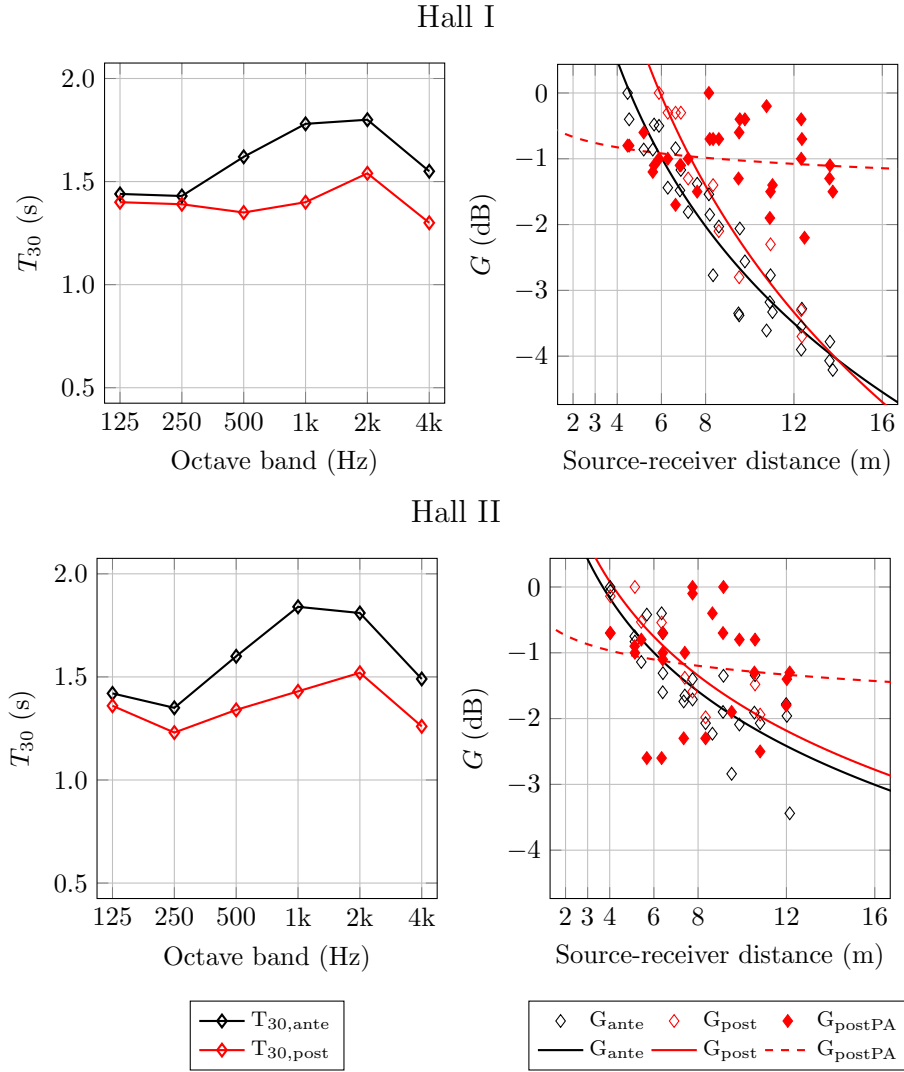 Hall I
2.0
1.5
1.0
0.5
T30 (s)
125 250 500 1k 2k 4k
Octave band (Hz)
0
−1
−2
−3
−4
G (dB)
2 3 4 6 8 12 16
Source-receiver distance (m)
Hall II
2.0
1.5
1.0
0.5
T30 (s)
125 250 500 1k 2k 4k
Octave band (Hz)
0
−1
−2
−3
−4
G (dB)
2 3 4 6 8 12 16
Source-receiver distance (m)
T30,ante
T30,post
Gante Gpost GpostPA
Gante Gpost GpostPA